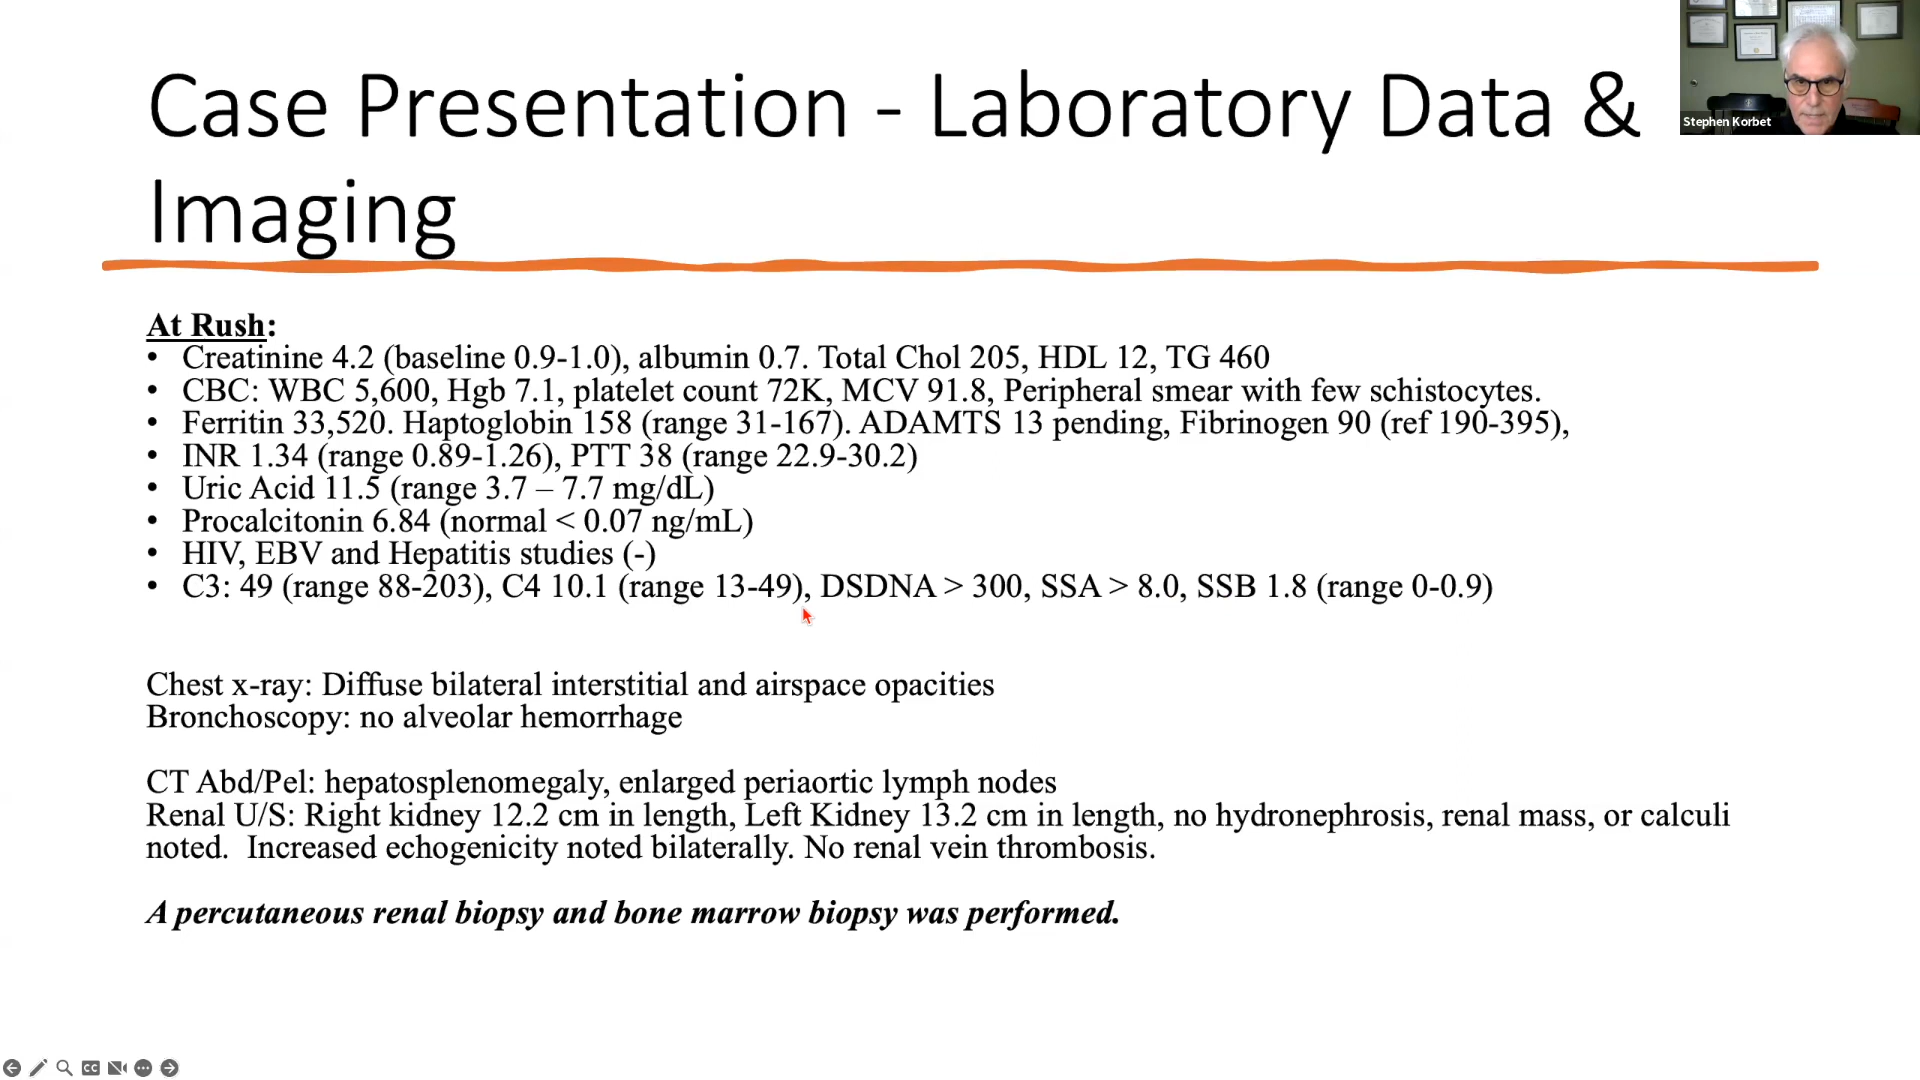 Case Presentation - Laboratory Data &
Imaging
Stephen Korbet
At Rush:
• Creatinine 4.2 (baseline 0.9-1.0), albumin 0.7. Total Chol 205, HDL 12, TG 460
• CBC: WBC 5,600, Hgb 7.1, platelet count 72K, MCV 91.8, Peripheral smear with few schistocytes.
• Ferritin 33,520. Haptoglobin 158 (range 31-167). ADAMTS 13 pending, Fibrinogen 90 (ref 190-395),
• INR 1.34 (range 0.89-1.26), PTT 38 (range 22.9-30.2)
• Uric Acid 11.5 (range 3.7 – 7.7 mg/dL)
• Procalcitonin 6.84 (normal < 0.07 ng/mL)
• HIV, EBV and Hepatitis studies (-)
• C3: 49 (range 88-203), C4 10.1 (range 13-49), DSDNA > 300, SSA > 8.0, SSB 1.8 (range 0-0.9)
Chest x-ray: Diffuse bilateral interstitial and airspace opacities
Bronchoscopy: no alveolar hemorrhage
CT Abd/Pel: hepatosplenomegaly, enlarged periaortic lymph nodes
Renal U/S: Right kidney 12.2 cm in length, Left Kidney 13.2 cm in length, no hydronephrosis, renal mass, or calculi
noted.  Increased echogenicity noted bilaterally. No renal vein thrombosis.
A percutaneous renal biopsy and bone marrow biopsy was performed.
CC